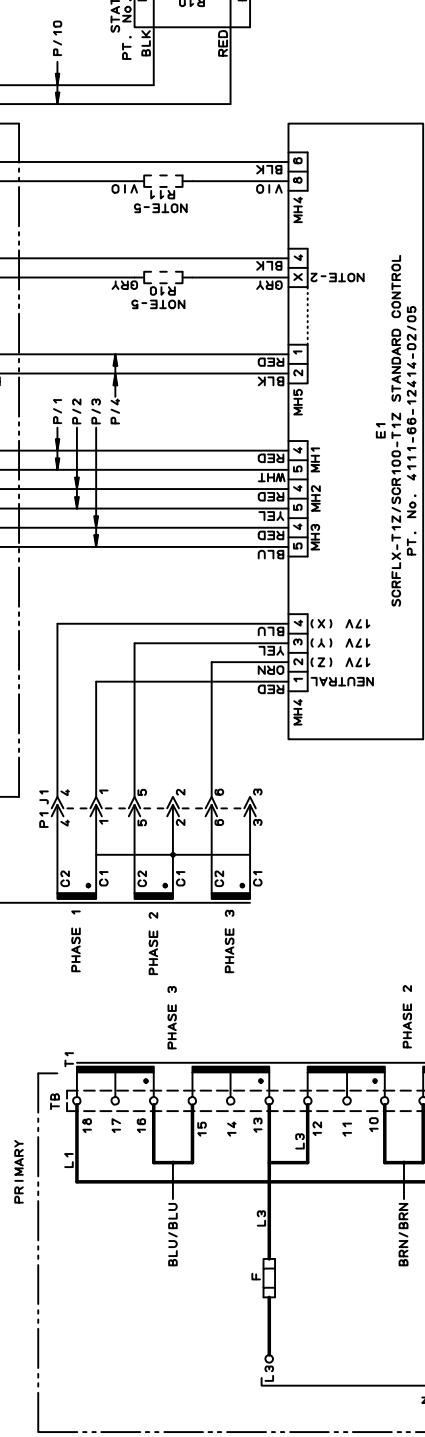 STAT
PT. No.
R10
BLK
RED
P/10
6
BLK
8
VIO
VIO
R11
NOTE-5
MH4
4
BLK
X
GRY
GRY
R10
NOTE-5
NOTE-2
1
RED
2
BLK
MH5
P/1
P/2
P/3
P/4
4
RED
5
WHT
MH1
4
RED
5
YEL
MH2
4
RED
5
BLU
MH3
E1
SCRFLX-T1Z/SCR100-T1Z STANDARD CONTROL
PT. No. 4111-66-12414-02/05
4
BLU
17V (X)
3
YEL
17V (Y)
2
ORN
17V (Z)
1
RED
NEUTRAL
MH4
P1 J1
4 4
1 1
5 5
2 2
6 6
3 3
C2
C1
C2
C1
C2
C1
PHASE 1
PHASE 2
PHASE 3
PHASE 3
PHASE 2
T1
TB
18
17
16
15
14
13
12
11
10
PRIMARY
L1
L3
BLU/BLU
L3
BRN/BRN
F
L3